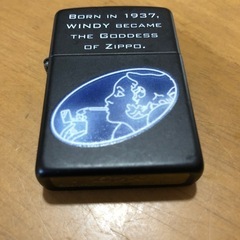 BORN IN 1937,
WINDY BECAME
THE GODDESS
OF ZIPPO.